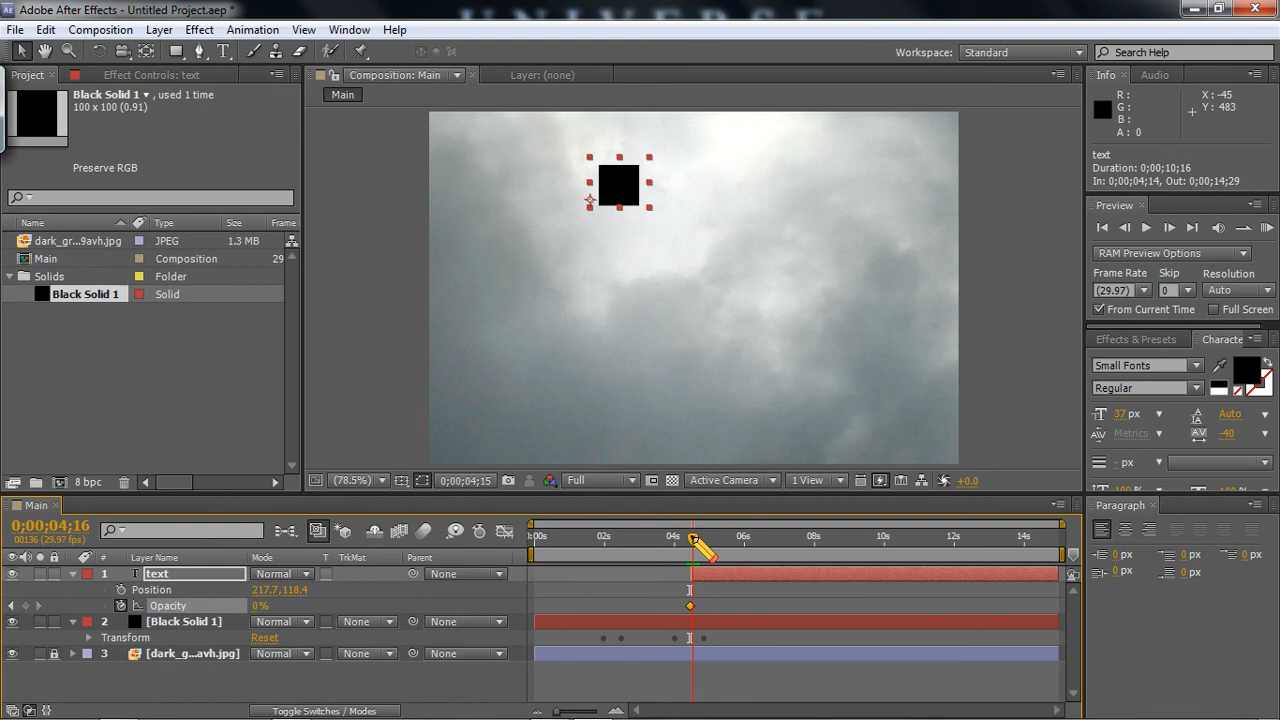 Adobe After Effects - Untitled Project.aep *
UNIVERSE
File Edit Composition Layer Effect Animation View Window Help
Workspace: Standard Search Help
Project Effect Controls: text Composition: Main Layer: (none) Info Audio
Main
Black Solid 1 , used 1 time
100 x 100 (0.91)
Preserve RGB
R :
G :
B :
A : 0
X : -45
Y : 483
text
Duration: 0;00;10;16
In: 0;00;04;14, Out: 0;00;14;29
Name Type Size Frame
dark_gr...9avh.jpg JPEG 1.3 MB
Main Composition 29
Solids Folder
Black Solid 1 Solid
Preview
RAM Preview Options
Frame Rate Skip Resolution
(29.97) 0 Auto
From Current Time Full Screen
Effects & Presets Characte
Small Fonts
Regular
37 px Auto
Metrics -40
- px
8 bpc (78.5%) 0;00;04;15 Full Active Camera 1 View +0.0
Main
0;00;04;16
00136 (29.97 fps)
:00s 02s 04s 06s 08s 10s 12s 14s
# Layer Name Mode T TrkMat Parent
1 T text Normal None
Position 217.7,118.4
Opacity 0%
2 [Black Solid 1] Normal None None
Transform Reset
3 [dark_g...avh.jpg] Normal None None
Toggle Switches / Modes
Paragraph
0 px 0 px 0 px
0 px 0 px